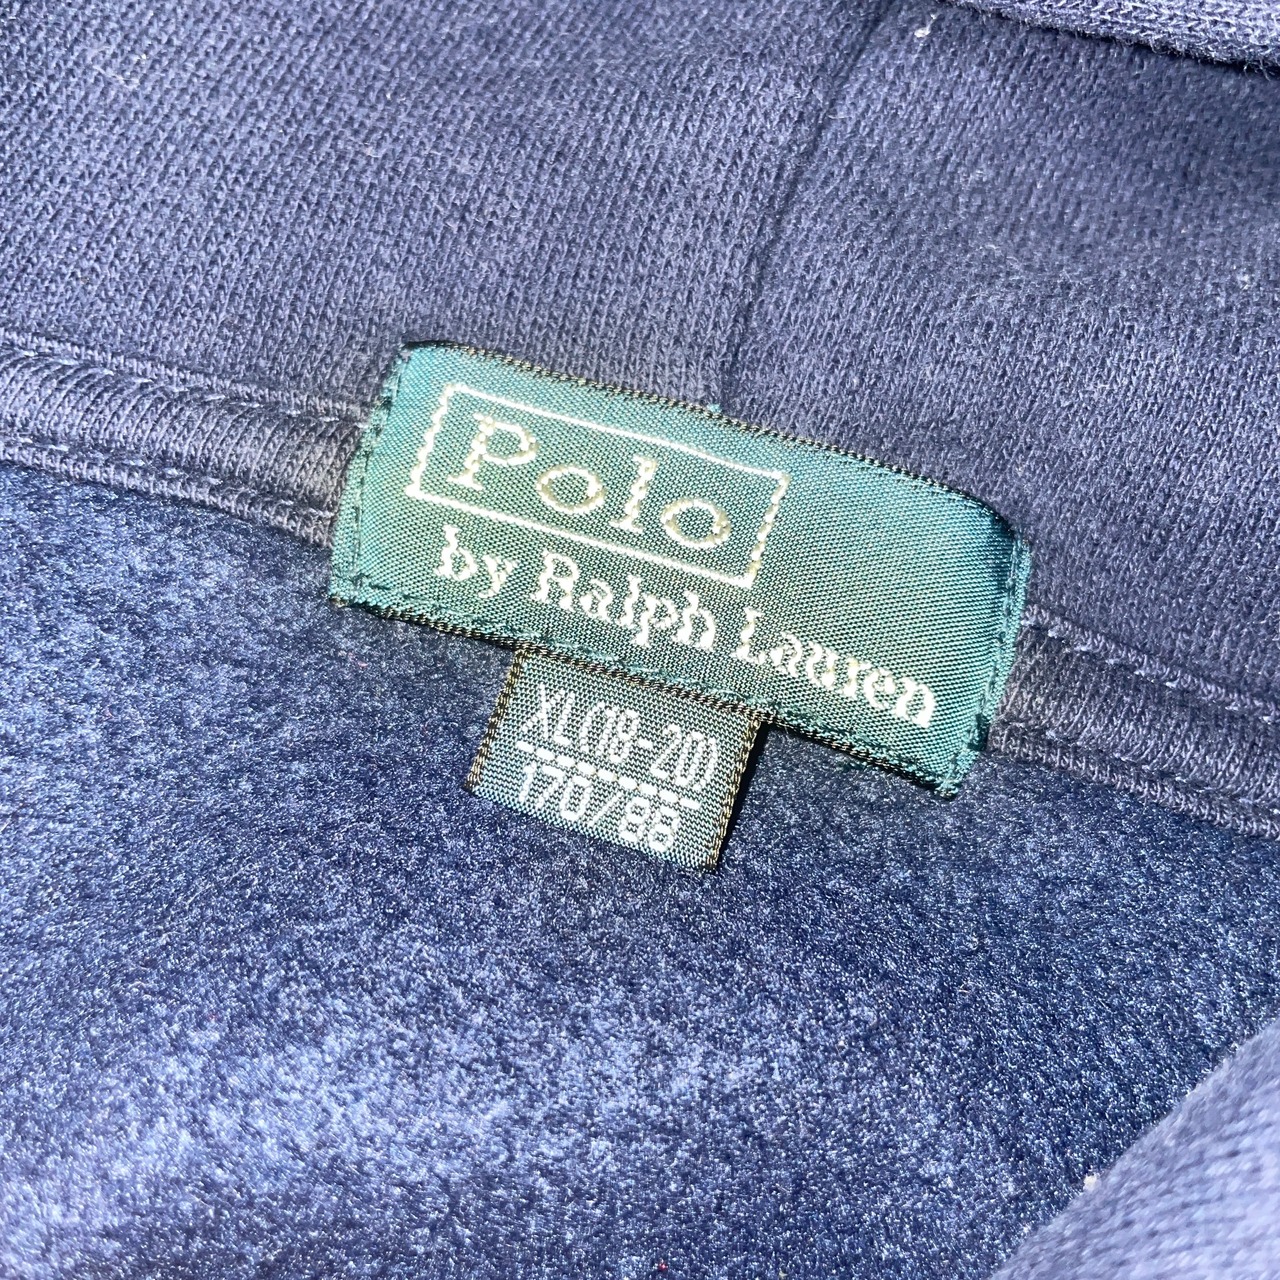 Polo
by Ralph Lauren
XL(18-20)
170/88